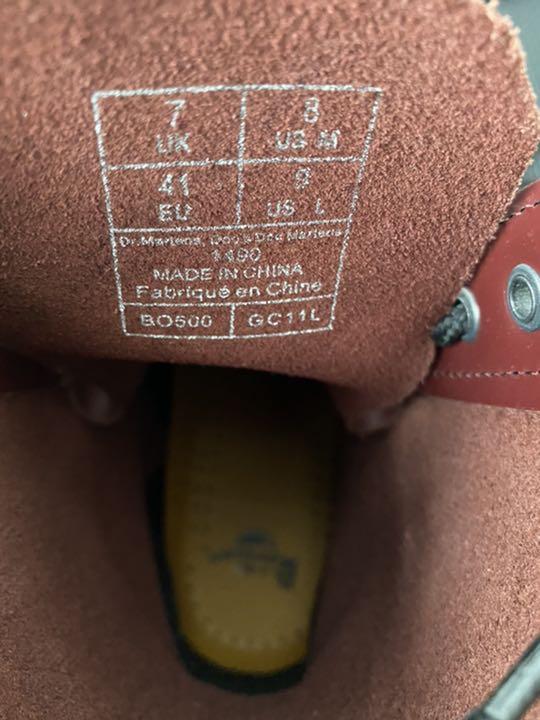 7 8
UK US M
41 9
EU US L
Dr.Martens, Doc's Doc Martens
1490
MADE IN CHINA
Fabriqué en Chine
BO500 GC11L